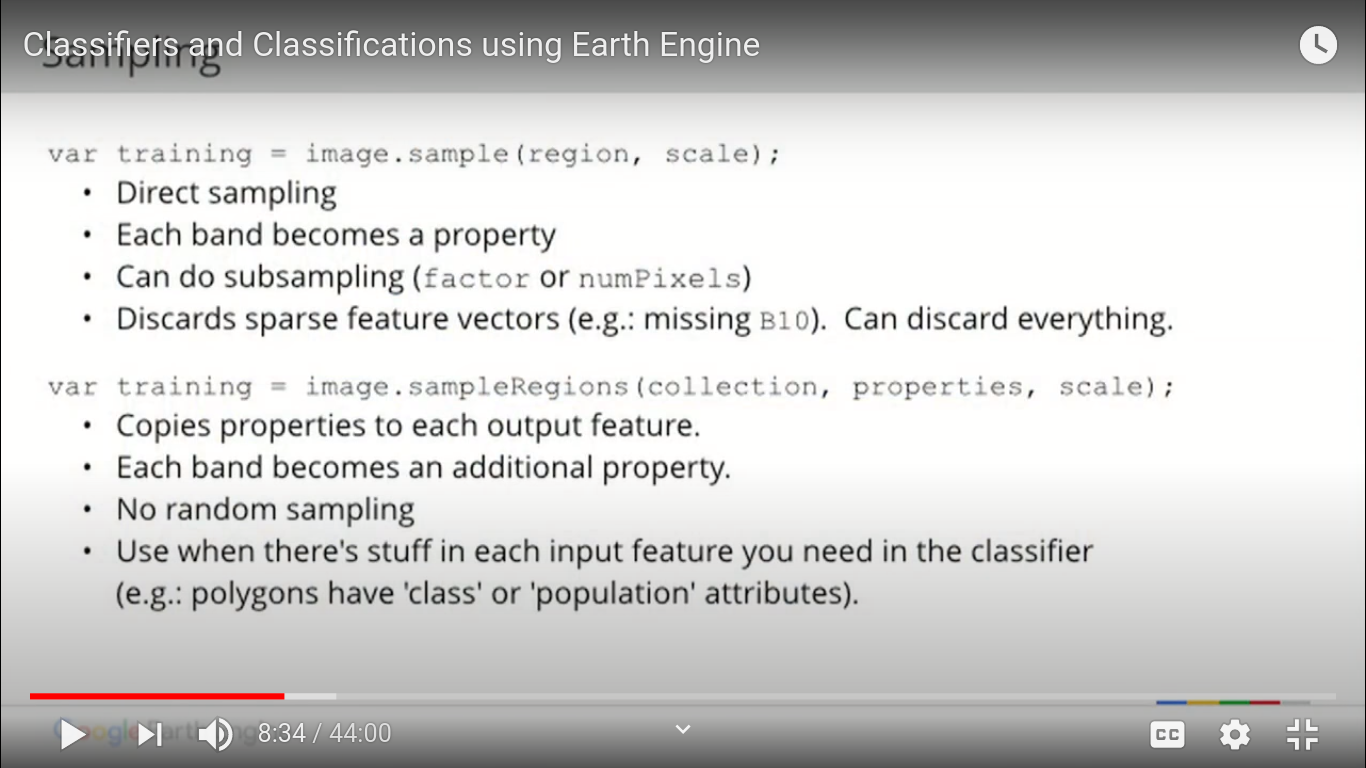 Classifiers and Classifications using Earth Engine
Sampling
var training = image.sample(region, scale);
• Direct sampling
• Each band becomes a property
• Can do subsampling (factor or numPixels)
• Discards sparse feature vectors (e.g.: missing B10). Can discard everything.
var training = image.sampleRegions(collection, properties, scale);
• Copies properties to each output feature.
• Each band becomes an additional property.
• No random sampling
• Use when there's stuff in each input feature you need in the classifier
(e.g.: polygons have 'class' or 'population' attributes).
8:34 / 44:00
CC